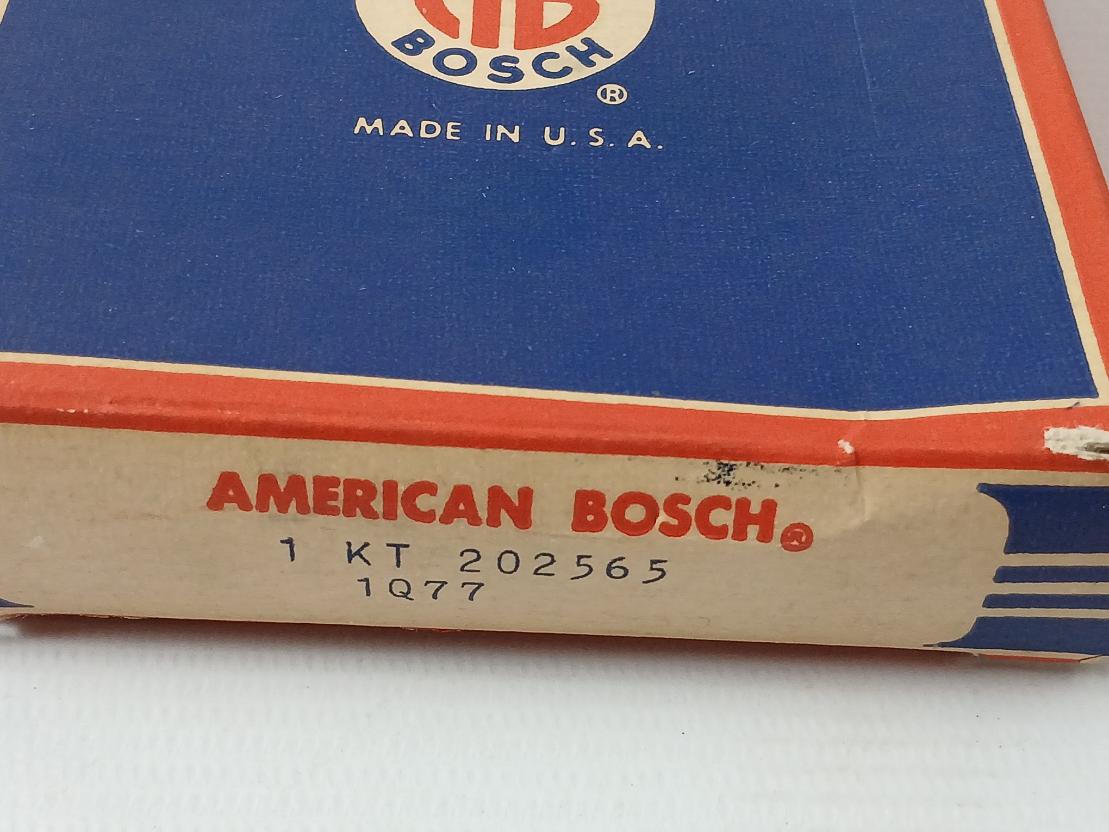 BOSCH
®
MADE IN U.S.A.
AMERICAN BOSCH®
1 KT 202565
1Q77